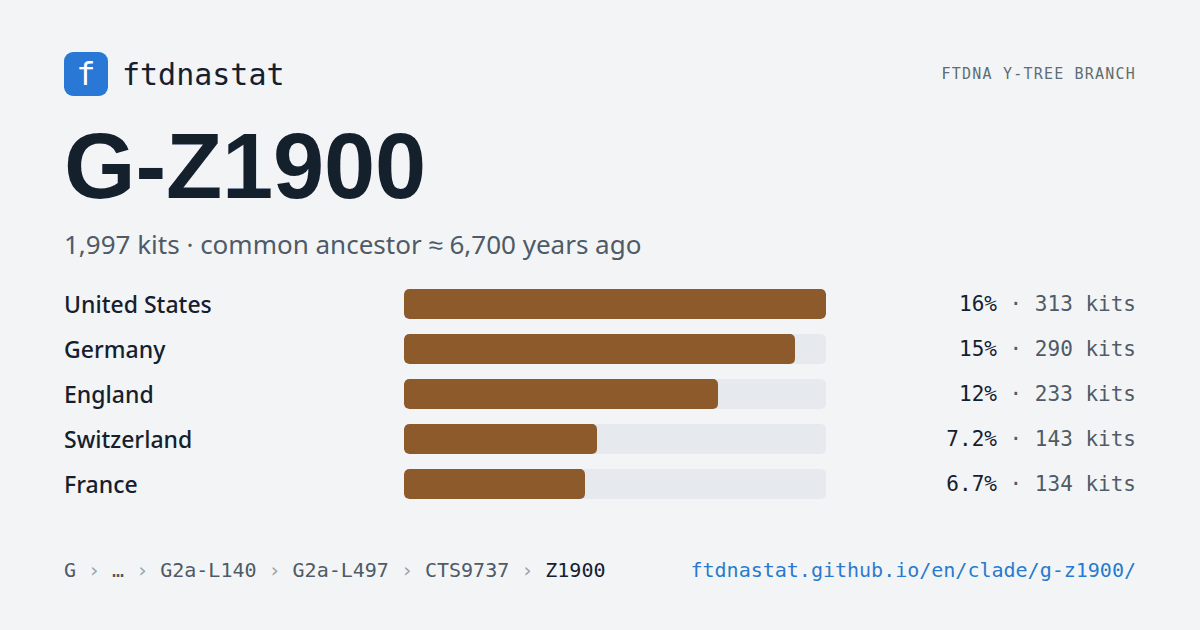 f ftdnastat
FTDNA Y-TREE BRANCH
G-Z1900
1,997 kits · common ancestor ≈ 6,700 years ago
United States 16% · 313 kits
Germany 15% · 290 kits
England 12% · 233 kits
Switzerland 7.2% · 143 kits
France 6.7% · 134 kits
G › … › G2a-L140 › G2a-L497 › CTS9737 › Z1900
ftdnastat.github.io/en/clade/g-z1900/